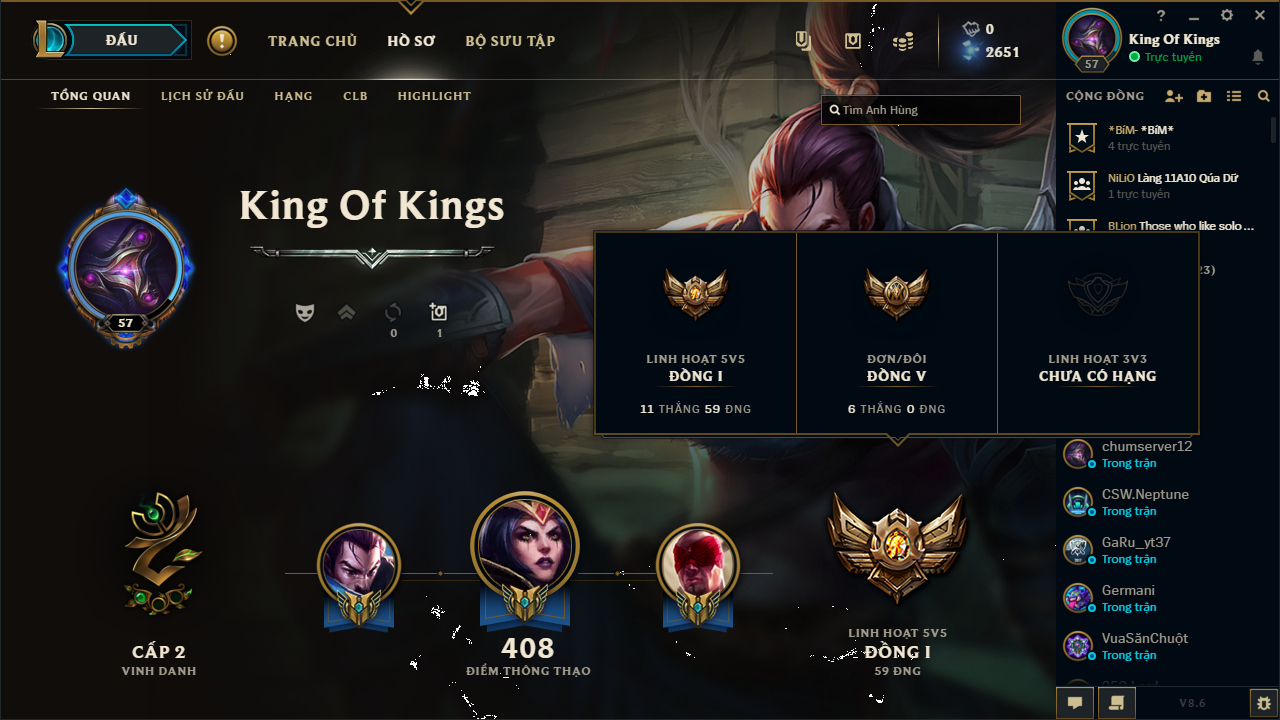 ĐẤU
TRANG CHỦ
HỒ SƠ
BỘ SƯU TẬP
0
2651
?
King Of Kings
Trực tuyến
57
TỔNG QUAN
LỊCH SỬ ĐẤU
HẠNG
CLB
HIGHLIGHT
Tìm Anh Hùng
CỘNG ĐỒNG
*BiM- *BiM*
4 trực tuyến
NiLiO Làng 11A10 Qúa Dữ
1 trực tuyến
BLion Those who like solo ...
King Of Kings
57
0
1
LINH HOẠT 5V5
ĐỒNG I
11 THẮNG 59 ĐNG
ĐƠN/ĐÔI
ĐỒNG V
6 THẮNG 0 ĐNG
LINH HOẠT 3V3
CHƯA CÓ HẠNG
chumserver12
Trong trận
CSW.Neptune
Trong trận
GaRu_yt37
Trong trận
Germani
Trong trận
VuaSănChuột
Trong trận
CẤP 2
VINH DANH
408
ĐIỂM THÔNG THẠO
LINH HOẠT 5V5
ĐỒNG I
59 ĐNG
V8.6